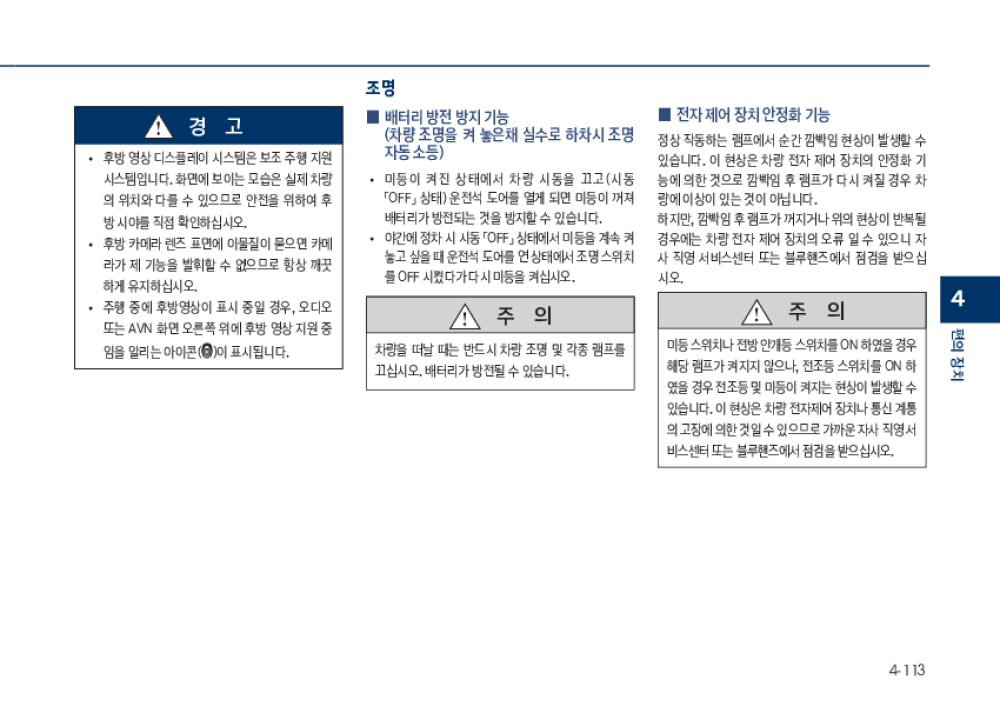 경 고
• 후방 영상 디스플레이 시스템은 보조 주행 지원
시스템입니다. 화면에 보이는 모습은 실제 차량
의 위치와 다를 수 있으므로 안전을 위하여 후
방 시야를 직접 확인하십시오.
• 후방 카메라 렌즈 표면에 이물질이 묻으면 카메
라가 제 기능을 발휘할 수 없으므로 항상 깨끗
하게 유지하십시오.
• 주행 중에 후방영상이 표시 중일 경우, 오디오
또는 AVN 화면 오른쪽 위에 후방 영상 지원 중
임을 알리는 아이콘( )이 표시됩니다.
조명
■ 배터리 방전 방지 기능
(차량 조명을 켜 놓은채 실수로 하차시 조명
자동 소등)
• 미등이 켜진 상태에서 차량 시동을 끄고(시동
「OFF」 상태) 운전석 도어를 열게 되면 미등이 꺼져
배터리가 방전되는 것을 방지할 수 있습니다.
• 야간에 정차 시 시동 「OFF」 상태에서 미등을 계속 켜
놓고 싶을 때 운전석 도어를 연 상태에서 조명 스위치
를 OFF 시켰다가 다시 미등을 켜십시오.
주 의
차량을 떠날 때는 반드시 차량 조명 및 각종 램프를
끄십시오. 배터리가 방전될 수 있습니다.
■ 전자 제어 장치 안정화 기능
정상 작동하는 램프에서 순간 깜빡임 현상이 발생할 수
있습니다. 이 현상은 차량 전자 제어 장치의 안정화 기
능에 의한 것으로 깜빡임 후 램프가 다시 켜질 경우 차
량에 이상이 있는 것이 아닙니다.
하지만, 깜빡임 후 램프가 꺼지거나 위의 현상이 반복될
경우에는 차량 전자 제어 장치의 오류 일 수 있으니 자
사 직영 서비스센터 또는 블루핸즈에서 점검을 받으십
시오.
주 의
미등 스위치나 전방 안개등 스위치를 ON 하였을 경우
해당 램프가 켜지지 않으나, 전조등 스위치를 ON 하
였을 경우 전조등 및 미등이 켜지는 현상이 발생할 수
있습니다. 이 현상은 차량 전자제어 장치나 통신 계통
의 고장에 의한 것일 수 있으므로 가까운 자사 직영 서
비스센터 또는 블루핸즈에서 점검을 받으십시오.
4
편의 장치
4-113